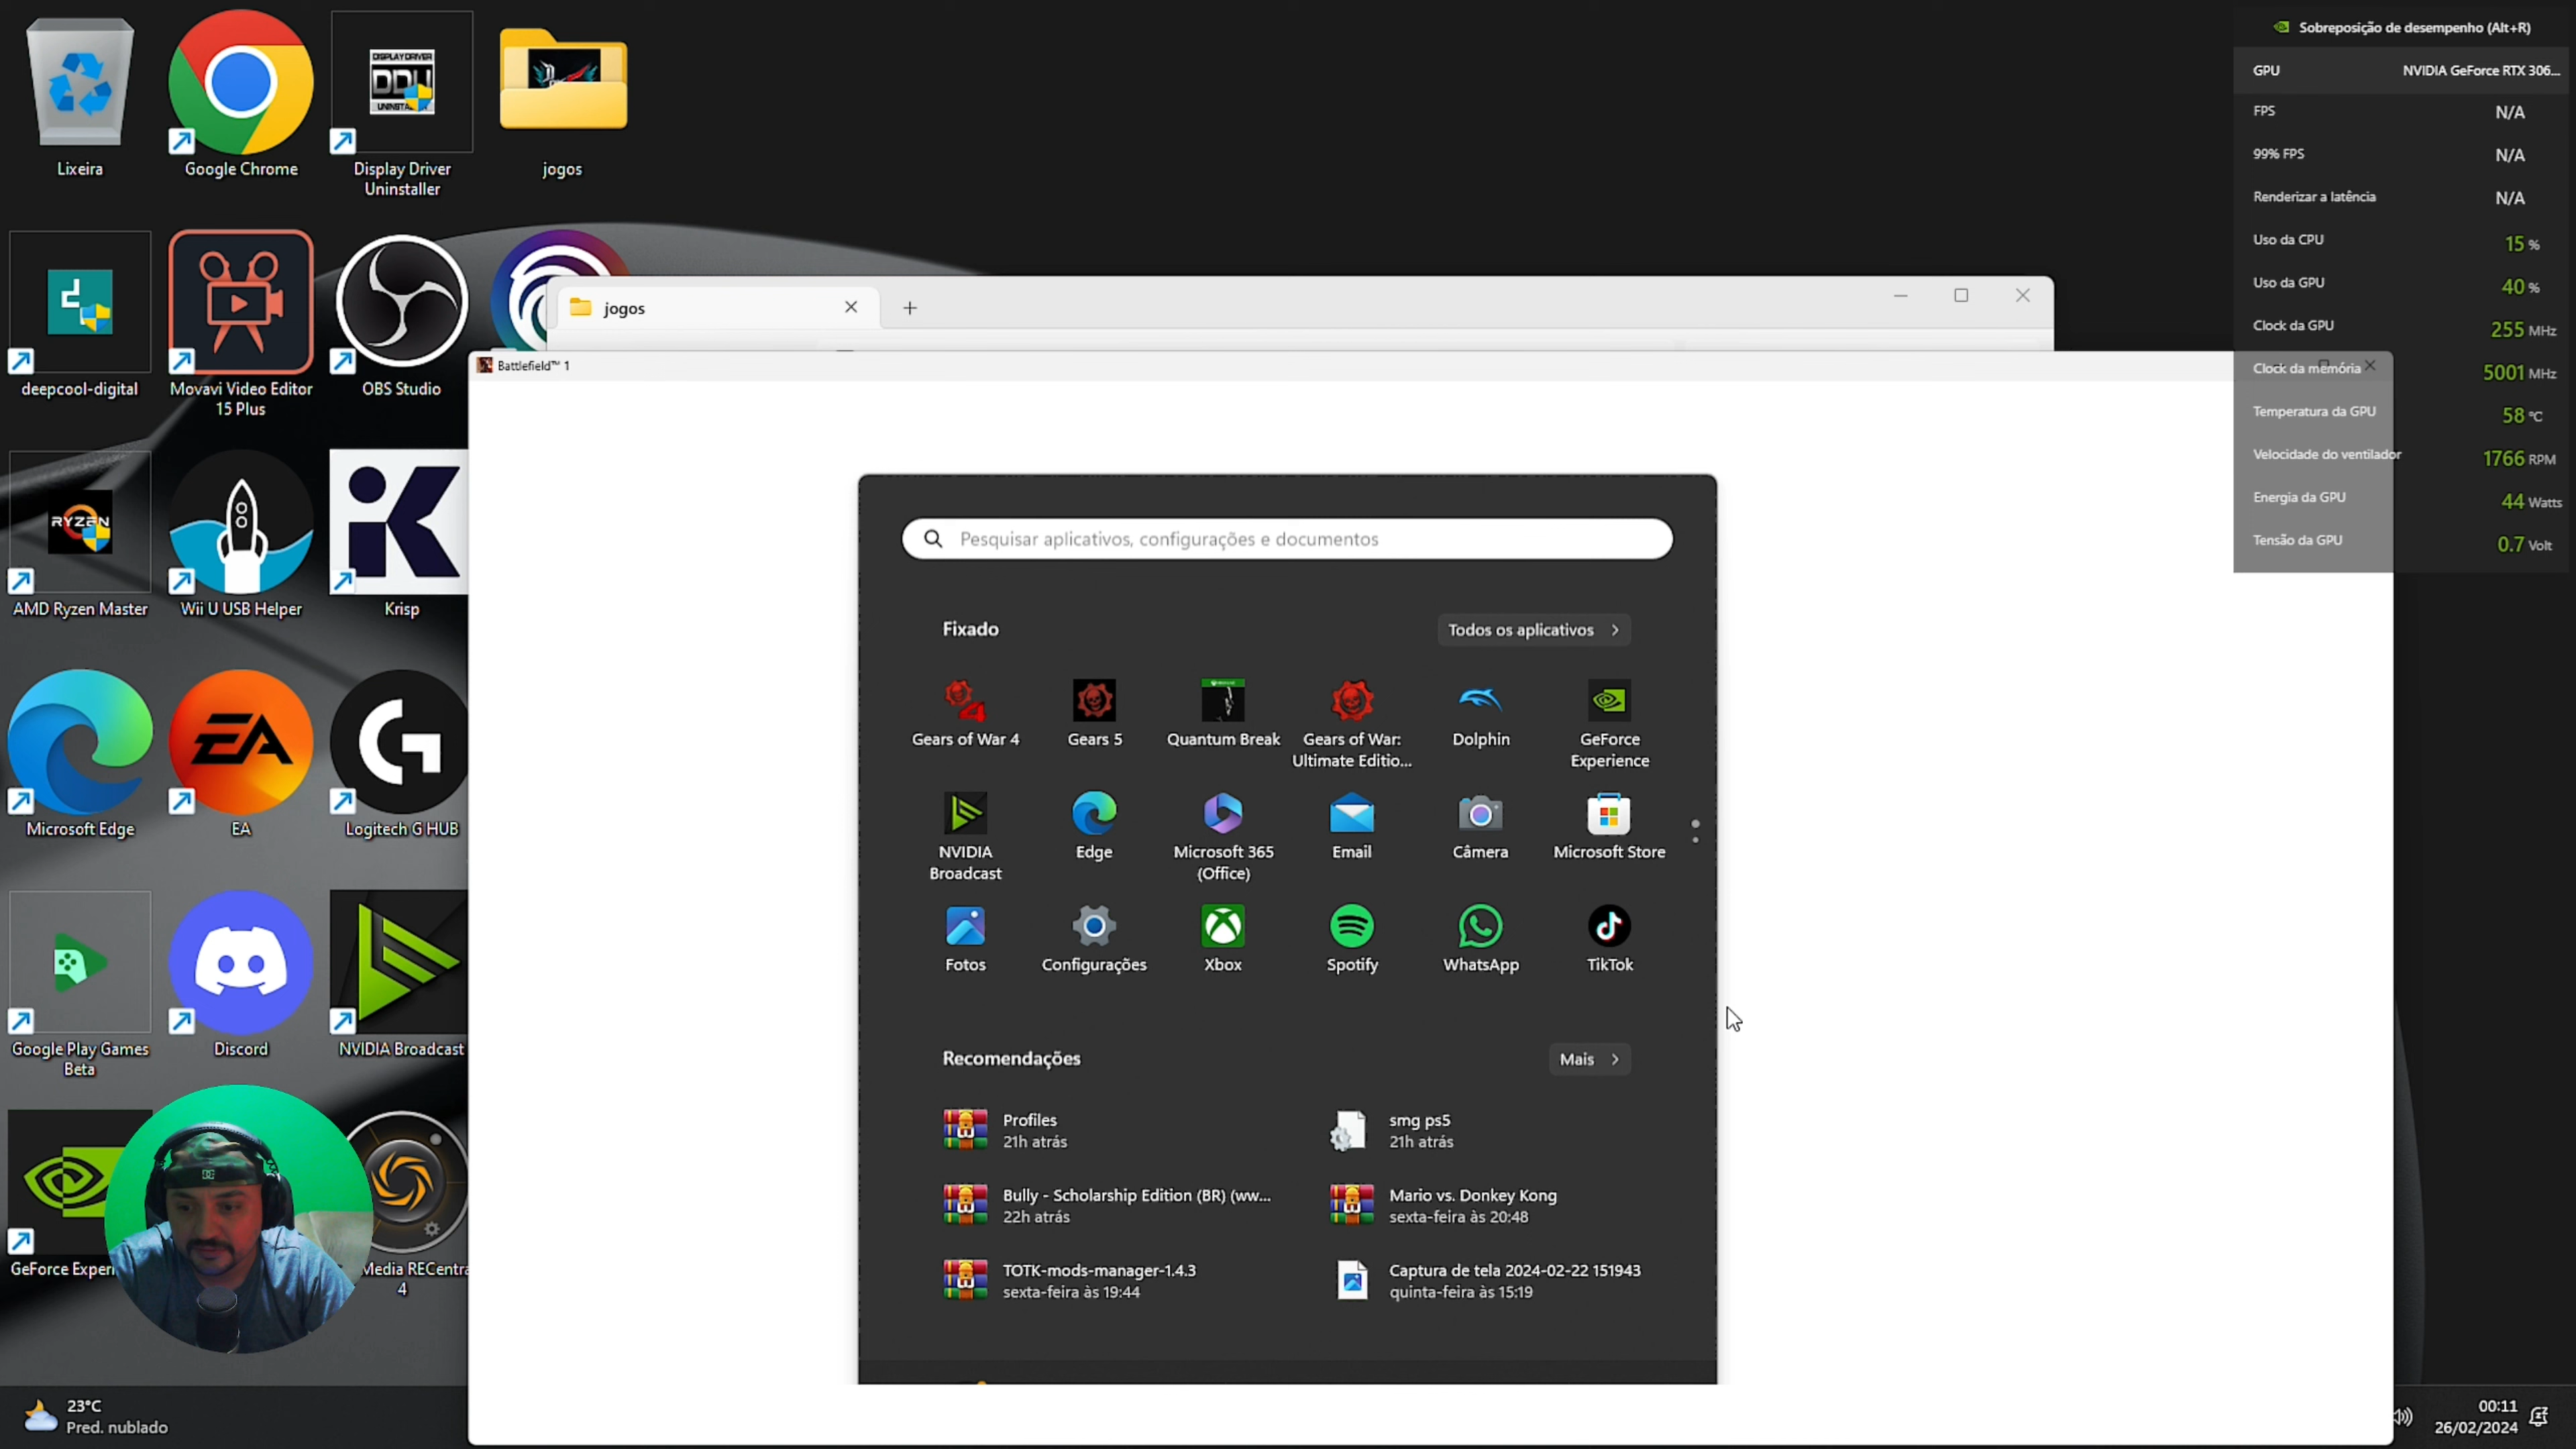 Lixeira
Google Chrome
Display Driver
Uninstaller
DISPLAY DRIVER
DDU
jogos
deepcool-digital
Movavi Video Editor
15 Plus
OBS Studio
RYZEN
AMD Ryzen Master
Wii U USB Helper
Krisp
Microsoft Edge
EA
EA
Logitech G HUB
Google Play Games
Beta
Discord
NVIDIA Broadcast
GeForce Experi
Media RECentra
4
jogos
Battlefield™ 1
Pesquisar aplicativos, configurações e documentos
Fixado
Todos os aplicativos
Gears of War 4
Gears 5
Quantum Break
Gears of War:
Ultimate Editio...
Dolphin
GeForce
Experience
NVIDIA
Broadcast
Edge
Microsoft 365
(Office)
Email
Câmera
Microsoft Store
Fotos
Configurações
Xbox
Spotify
WhatsApp
TikTok
Recomendações
Mais
Profiles
21h atrás
smg ps5
21h atrás
Bully - Scholarship Edition (BR) (ww...
22h atrás
Mario vs. Donkey Kong
sexta-feira às 20:48
TOTK-mods-manager-1.4.3
sexta-feira às 19:44
Captura de tela 2024-02-22 151943
quinta-feira às 15:19
Sobreposição de desempenho (Alt+R)
GPU NVIDIA GeForce RTX 306...
FPS N/A
99% FPS N/A
Renderizar a latência N/A
Uso da CPU 15 %
Uso da GPU 40 %
Clock da GPU 255 MHz
Clock da memória 5001 MHz
Temperatura da GPU 58 °C
Velocidade do ventilador 1766 RPM
Energia da GPU 44 Watts
Tensão da GPU 0.7 Volt
23°C
Pred. nublado
00:11
26/02/2024